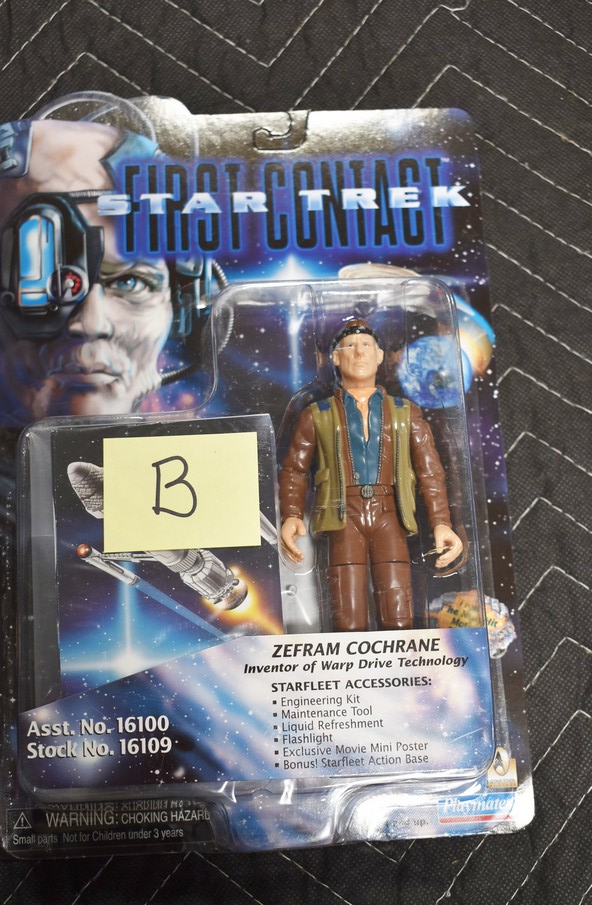 FIRST CONTACT
STAR TREK
B
ZEFRAM COCHRANE
Inventor of Warp Drive Technology
STARFLEET ACCESSORIES:
▪ Engineering Kit
▪ Maintenance Tool
▪ Liquid Refreshment
▪ Flashlight
▪ Exclusive Movie Mini Poster
▪ Bonus! Starfleet Action Base
Asst. No. 16100
Stock No. 16109
WARNING: CHOKING HAZARD
Small parts Not for Children under 3 years
and up.
Playmates